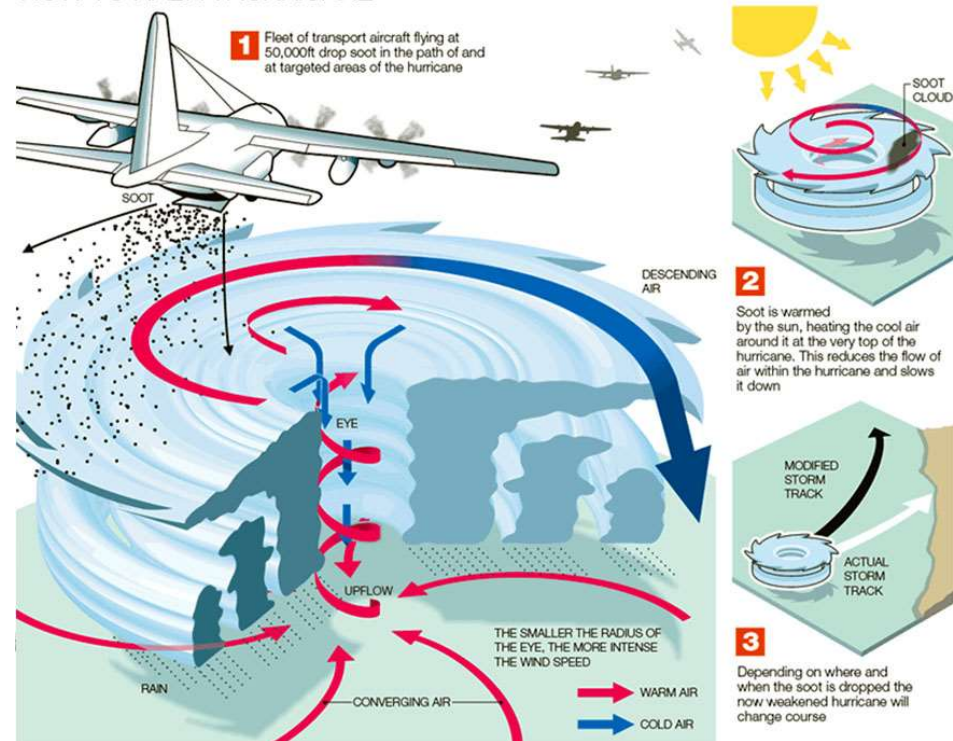 1
Fleet of transport aircraft flying at
50,000ft drop soot in the path of and
at targeted areas of the hurricane
SOOT
DESCENDING
AIR
EYE
UPFLOW
THE SMALLER THE RADIUS OF
THE EYE, THE MORE INTENSE
THE WIND SPEED
RAIN
CONVERGING AIR
WARM AIR
COLD AIR
SOOT
CLOUD
2
Soot is warmed
by the sun, heating the cool air
around it at the very top of the
hurricane. This reduces the flow of
air within the hurricane and slows
it down
MODIFIED
STORM
TRACK
ACTUAL
STORM
TRACK
3
Depending on where and
when the soot is dropped the
now weakened hurricane will
change course